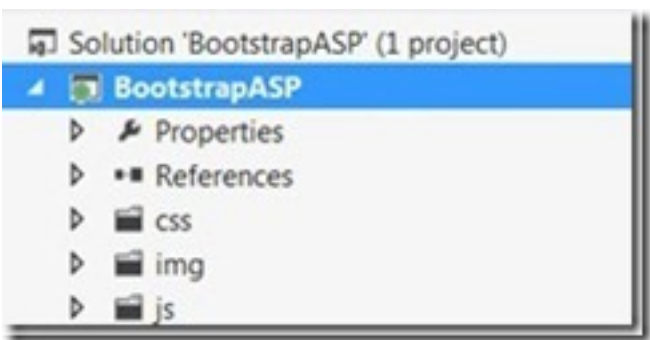 Solution 'BootstrapASP' (1 project)
BootstrapASP
Properties
References
css
img
js